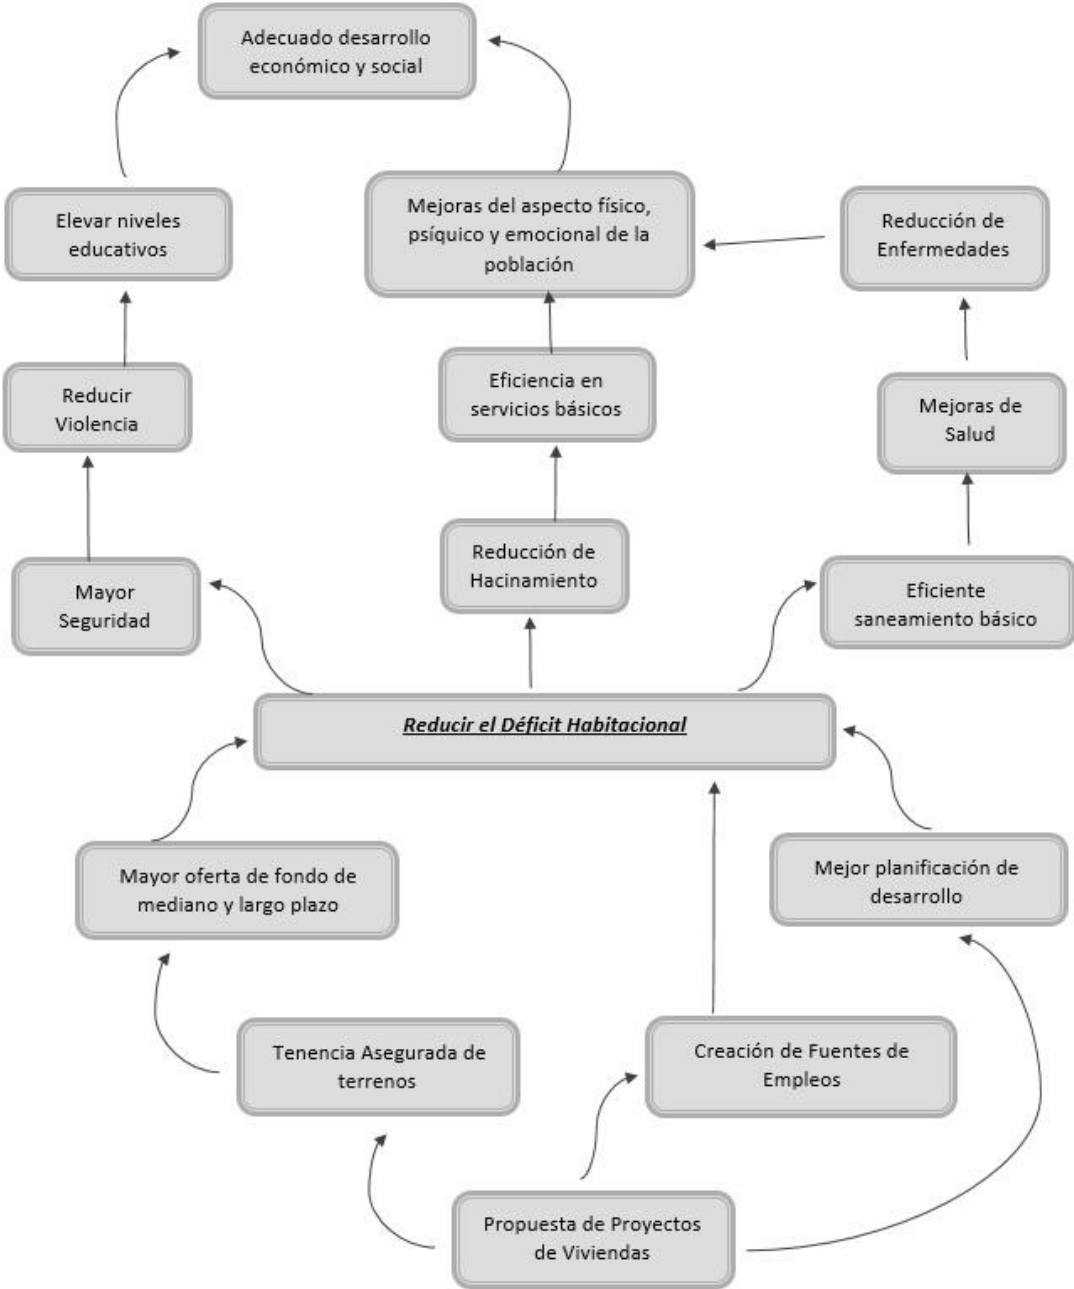 Adecuado desarrollo
económico y social
Elevar niveles
educativos
Mejoras del aspecto físico,
psíquico y emocional de la
población
Reducción de
Enfermedades
Reducir
Violencia
Eficiencia en
servicios básicos
Mejoras de
Salud
Mayor
Seguridad
Reducción de
Hacinamiento
Eficiente
saneamiento básico
Reducir el Déficit Habitacional
Mayor oferta de fondo de
mediano y largo plazo
Mejor planificación de
desarrollo
Tenencia Asegurada de
terrenos
Creación de Fuentes de
Empleos
Propuesta de Proyectos
de Viviendas